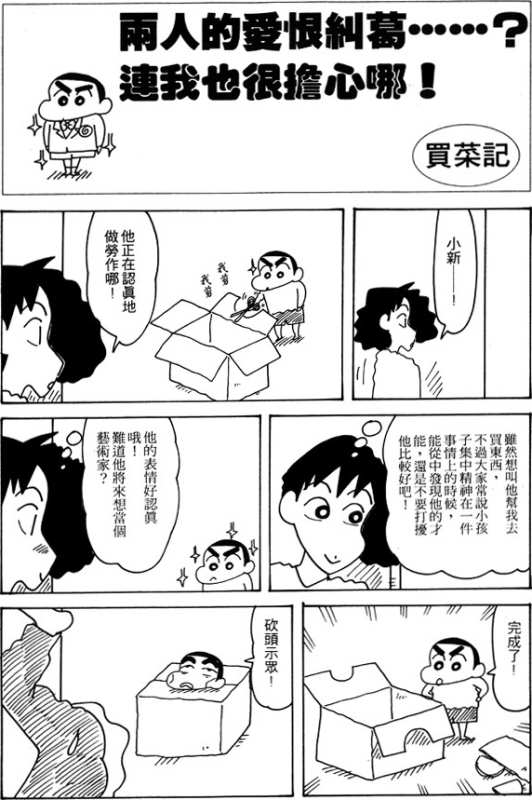 兩人的愛恨糾葛……？
連我也很擔心哪！
買菜記
小新——！
他正在認真地
做勞作哪！
我剪
我剪
雖然想叫他幫我去
買東西，
不過大家常說小孩
子集中精神在一件
事情上的時候，
能從中發現他的才
能，還是不要打擾
他比較好吧！
他的表情好認真
哦！
難道他將來想當個
藝術家？
完成了！
砍頭示眾！